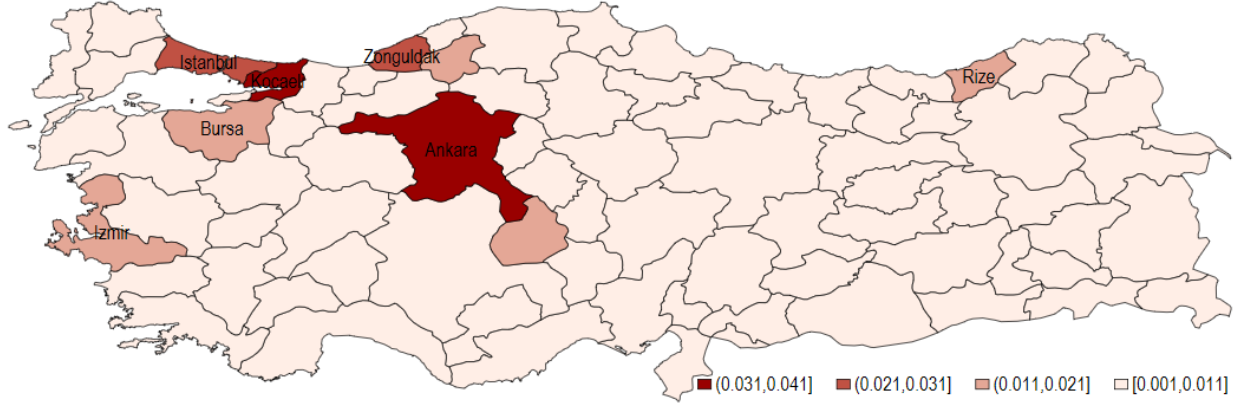 Istanbul
Zonguldak
Kocaeli
Rize
Bursa
Ankara
Izmir
(0.031,0.041] (0.021,0.031] (0.011,0.021] [0.001,0.011]